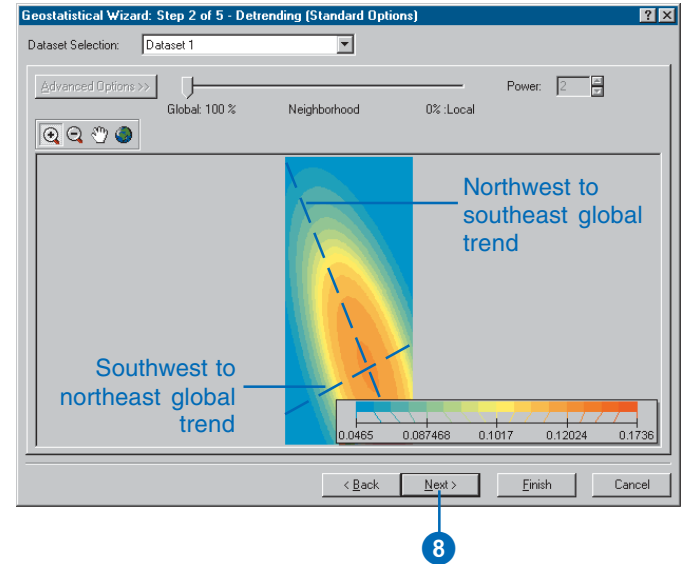 Geostatistical Wizard: Step 2 of 5 - Detrending (Standard Options)
Dataset Selection: Dataset 1
Advanced Options >> Power: 2
Global: 100 % Neighborhood 0% :Local
Northwest to
southeast global
trend
Southwest to
northeast global
trend
0.0465 0.087468 0.1017 0.12024 0.1736
< Back Next > Finish Cancel
8